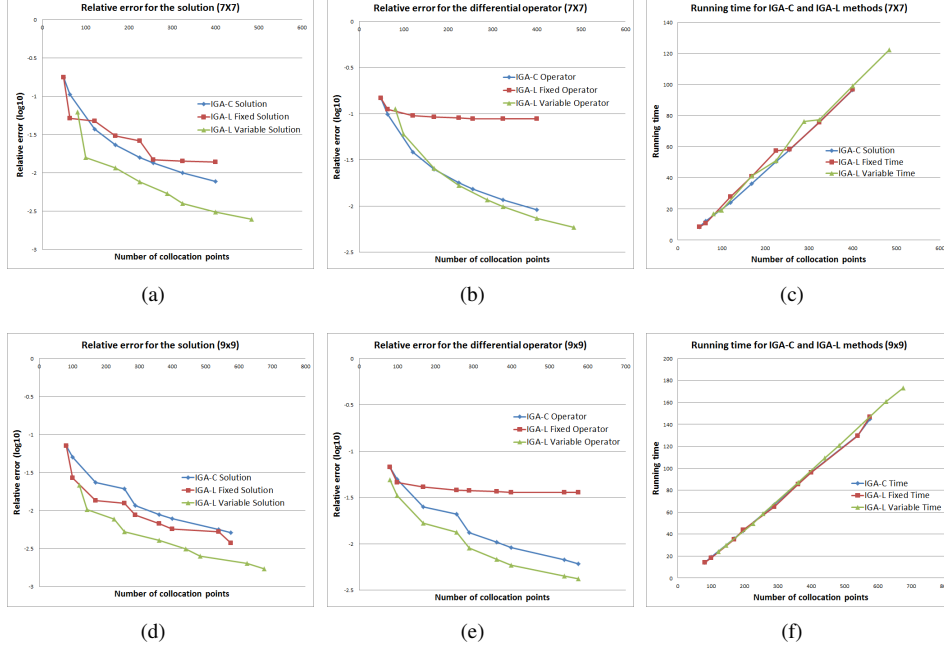 Relative error for the solution (7X7)
0 100 200 300 400 500 600
0
-0.5
-1
-1.5
-2
-2.5
-3
Relative error (log10)
IGA-C Solution
IGA-L Fixed Solution
IGA-L Variable Solution
Number of collocation points
(a)
Relative error for the differential operator (7X7)
0 100 200 300 400 500 600
0
-0.5
-1
-1.5
-2
-2.5
Relative error (log10)
IGA-C Operator
IGA-L Fixed Operator
IGA-L Variable Operator
Number of collocation points
(b)
Running time for IGA-C and IGA-L methods (7X7)
140
120
100
80
60
40
20
0
0 100 200 300 400 500 600
Running time
IGA-C Solution
IGA-L Fixed Time
IGA-L Variable Time
Number of collocation points
(c)
Relative error for the solution (9x9)
0 100 200 300 400 500 600 700 800
0
-0.5
-1
-1.5
-2
-2.5
-3
Relative error (log10)
IGA-C Solution
IGA-L Fixed Solution
IGA-L Variable Solution
Number of collocation points
(d)
Relative error for the differential operator (9x9)
0 100 200 300 400 500 600 700
0
-0.5
-1
-1.5
-2
-2.5
Relative error (log10)
IGA-C Operator
IGA-L Fixed Operator
IGA-L Variable Operator
Number of collocation points
(e)
Running time for IGA-C and IGA-L methods (9x9)
200
180
160
140
120
100
80
60
40
20
0
0 100 200 300 400 500 600 700 800
Running time
IGA-C Time
IGA-L Fixed Time
IGA-L Variable Time
Number of collocation points
(f)